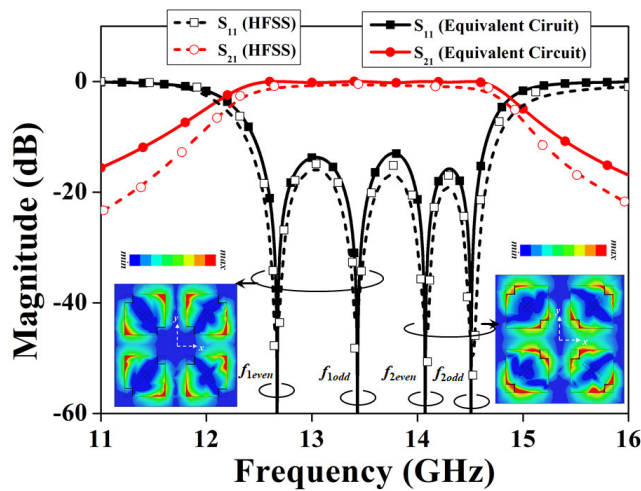 S11 (HFSS)
S21 (HFSS)
S11 (Equivalent Ciruit)
S21 (Equivalent Circuit)
Magnitude (dB)
0
-20
-40
-60
min
max
min
max
y
x
y
x
f1even
f1odd
f2even
f2odd
11
12
13
14
15
16
Frequency (GHz)